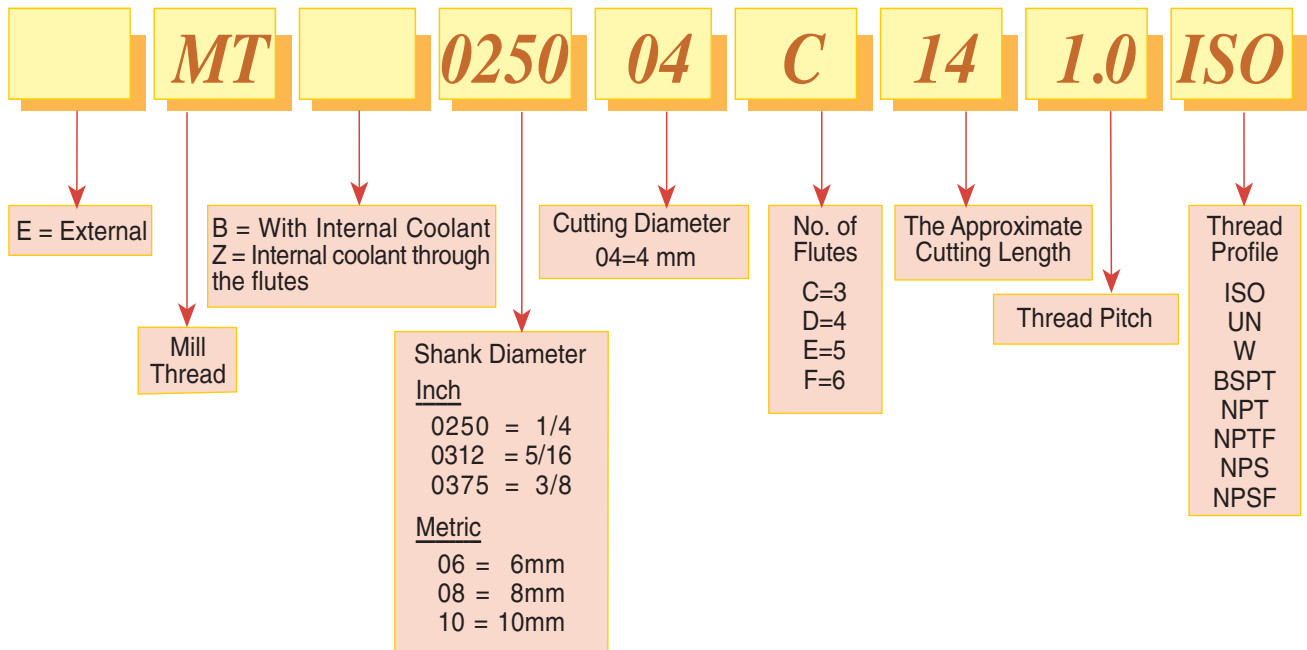 MT 0250 04 C 14 1.0 ISO
E = External
B = With Internal Coolant
Z = Internal coolant through
the flutes
Cutting Diameter
04=4 mm
No. of
Flutes
C=3
D=4
E=5
F=6
The Approximate
Cutting Length
Thread
Profile
ISO
UN
W
BSPT
NPT
NPTF
NPS
NPSF
Thread Pitch
Mill
Thread
Shank Diameter
Inch
0250 = 1/4
0312 = 5/16
0375 = 3/8
Metric
06 = 6mm
08 = 8mm
10 = 10mm